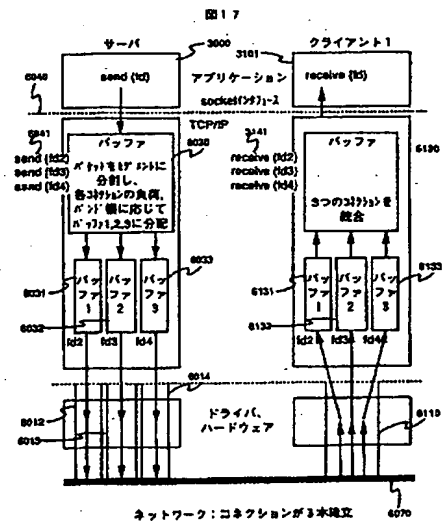 図17
サーバ
3000
3101
クライアント1
send (fd)
アプリケーション
receive (fd)
6040
socketインタフェース
TCP/IP
6041
send (fd2)
send (fd3)
send (fd4)
バッファ
6030
パケットをセグメントに
分割し、
各コネクションの負荷,
バンド幅に応じて
バッファ1,2,3に分配
6141
receive (fd2)
receive (fd3)
receive (fd4)
バッファ
6130
3つのコネクションを
統合
6033
6133
6031
バッファ1
バッファ2
バッファ3
6131
バッファ1
バッファ2
バッファ3
6032
6132
fd2
fd3
fd4
fd2
fd3
fd4
6014
6012
6013
ドライバ、
ハードウェア
6110
ネットワーク:コネクションが3本確立
6070